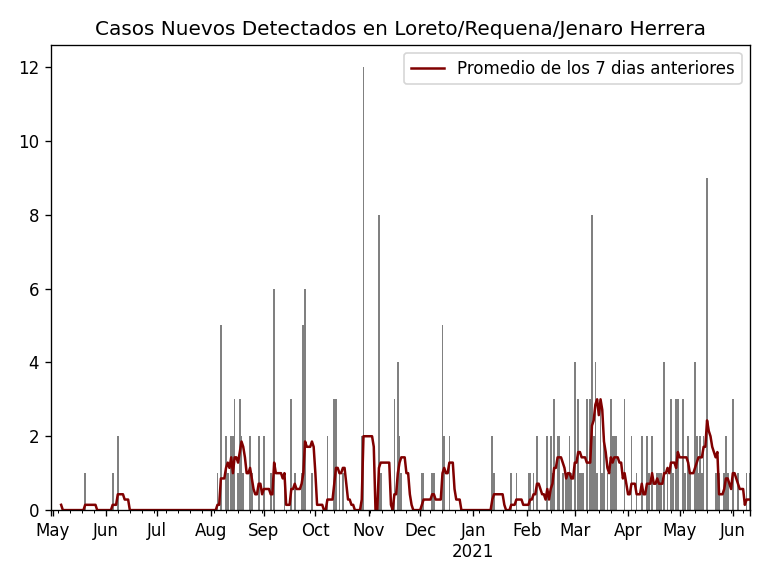 Casos Nuevos Detectados en Loreto/Requena/Jenaro Herrera
Promedio de los 7 dias anteriores
12
10
8
6
4
2
0
May Jun Jul Aug Sep Oct Nov Dec Jan Feb Mar Apr May Jun
2021